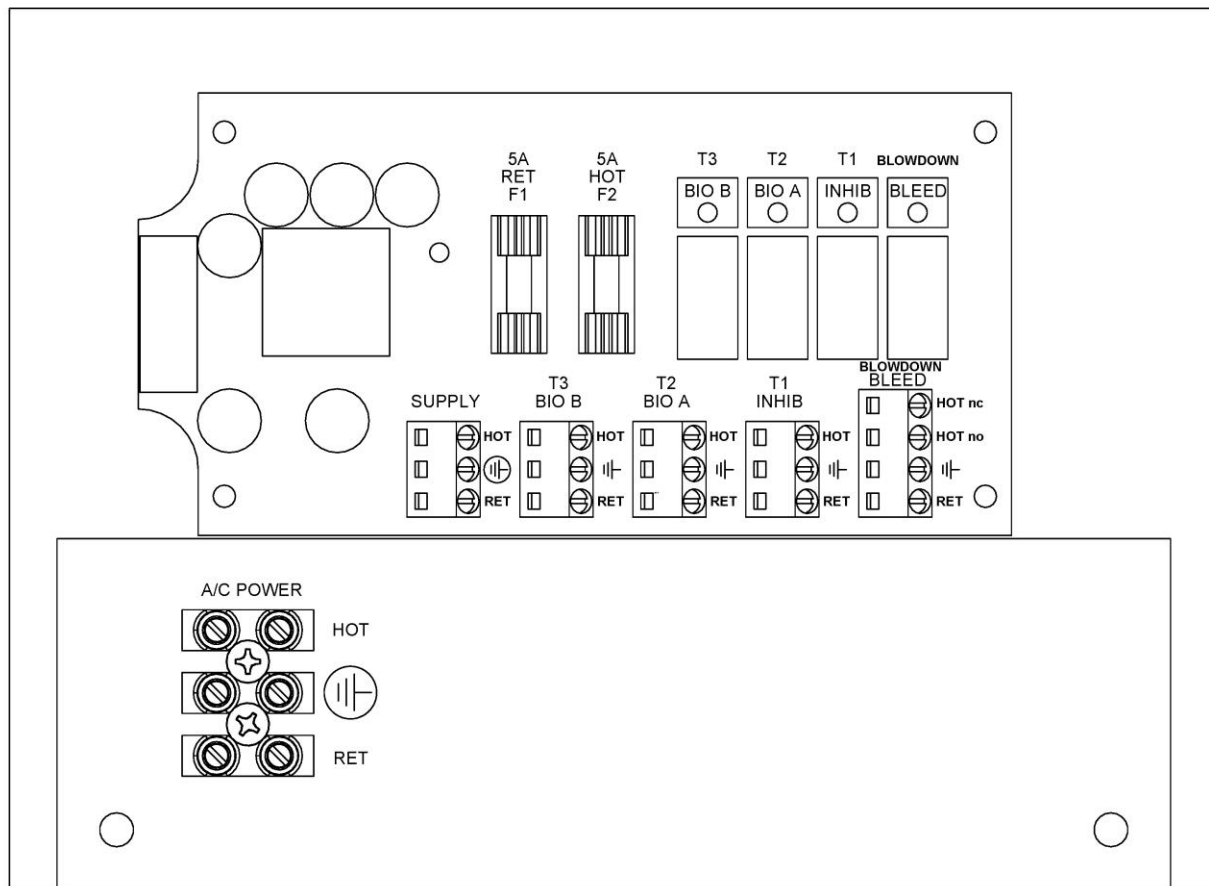 5A
RET
F1
5A
HOT
F2
T3
BIO B
T2
BIO A
T1
INHIB
BLOWDOWN
BLEED
SUPPLY
HOT
RET
T3
BIO B
HOT
RET
T2
BIO A
HOT
RET
T1
INHIB
HOT
RET
BLOWDOWN
BLEED
HOT nc
HOT no
RET
A/C POWER
HOT
RET